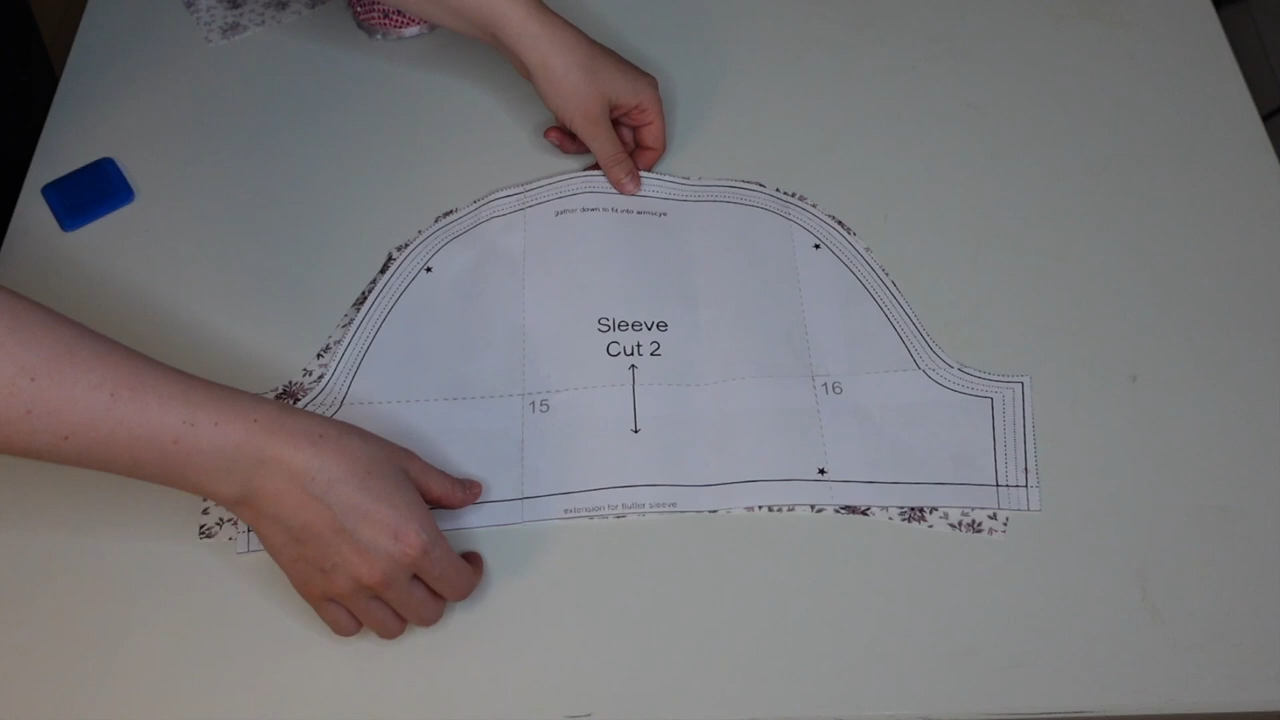 gather down to fit into armscye
Sleeve
Cut 2
15
16
extension for flutter sleeve